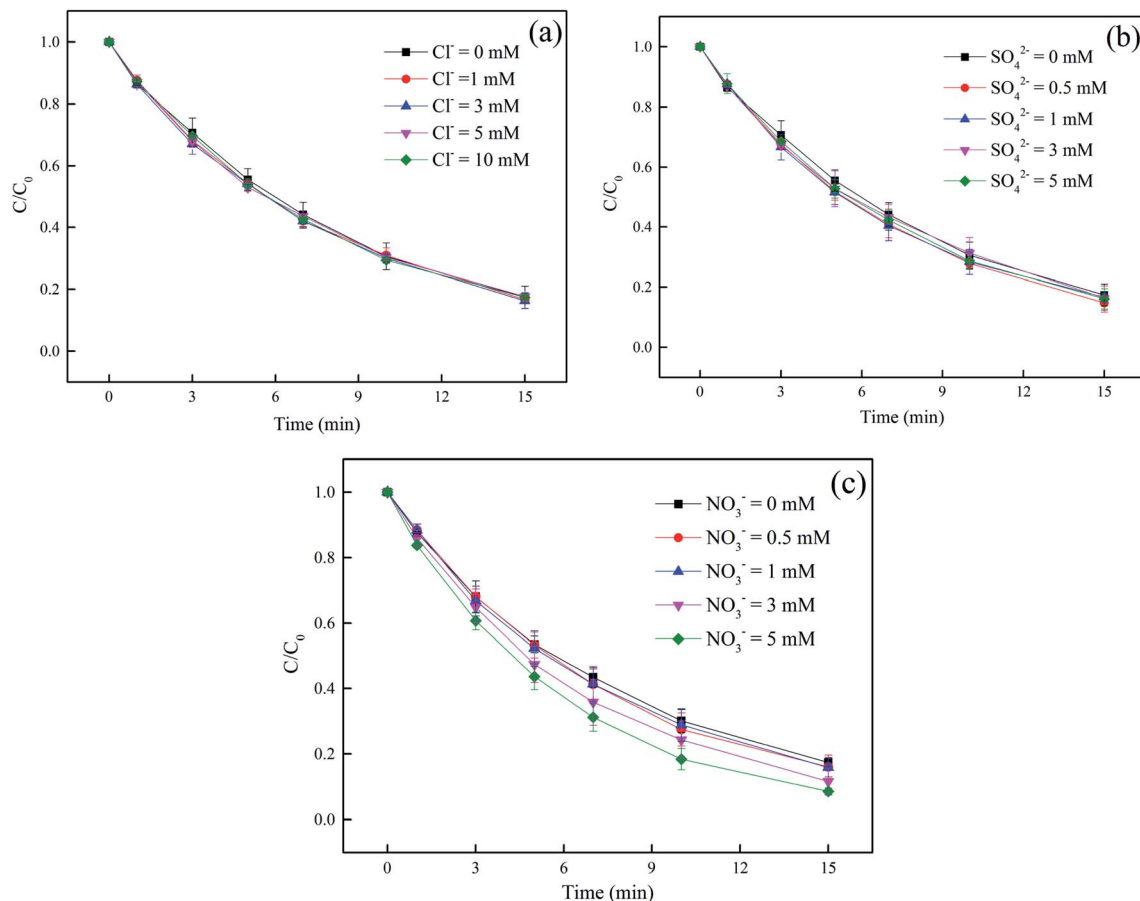 (a)
Cl⁻ = 0 mM
Cl⁻ =1 mM
Cl⁻ = 3 mM
Cl⁻ = 5 mM
Cl⁻ = 10 mM
C/C₀
1.0
0.8
0.6
0.4
0.2
0.0
0 3 6 9 12 15
Time (min)
(b)
SO₄²⁻ = 0 mM
SO₄²⁻ = 0.5 mM
SO₄²⁻ = 1 mM
SO₄²⁻ = 3 mM
SO₄²⁻ = 5 mM
C/C₀
1.0
0.8
0.6
0.4
0.2
0.0
0 3 6 9 12 15
Time (min)
(c)
NO₃⁻ = 0 mM
NO₃⁻ = 0.5 mM
NO₃⁻ = 1 mM
NO₃⁻ = 3 mM
NO₃⁻ = 5 mM
C/C₀
1.0
0.8
0.6
0.4
0.2
0.0
0 3 6 9 12 15
Time (min)